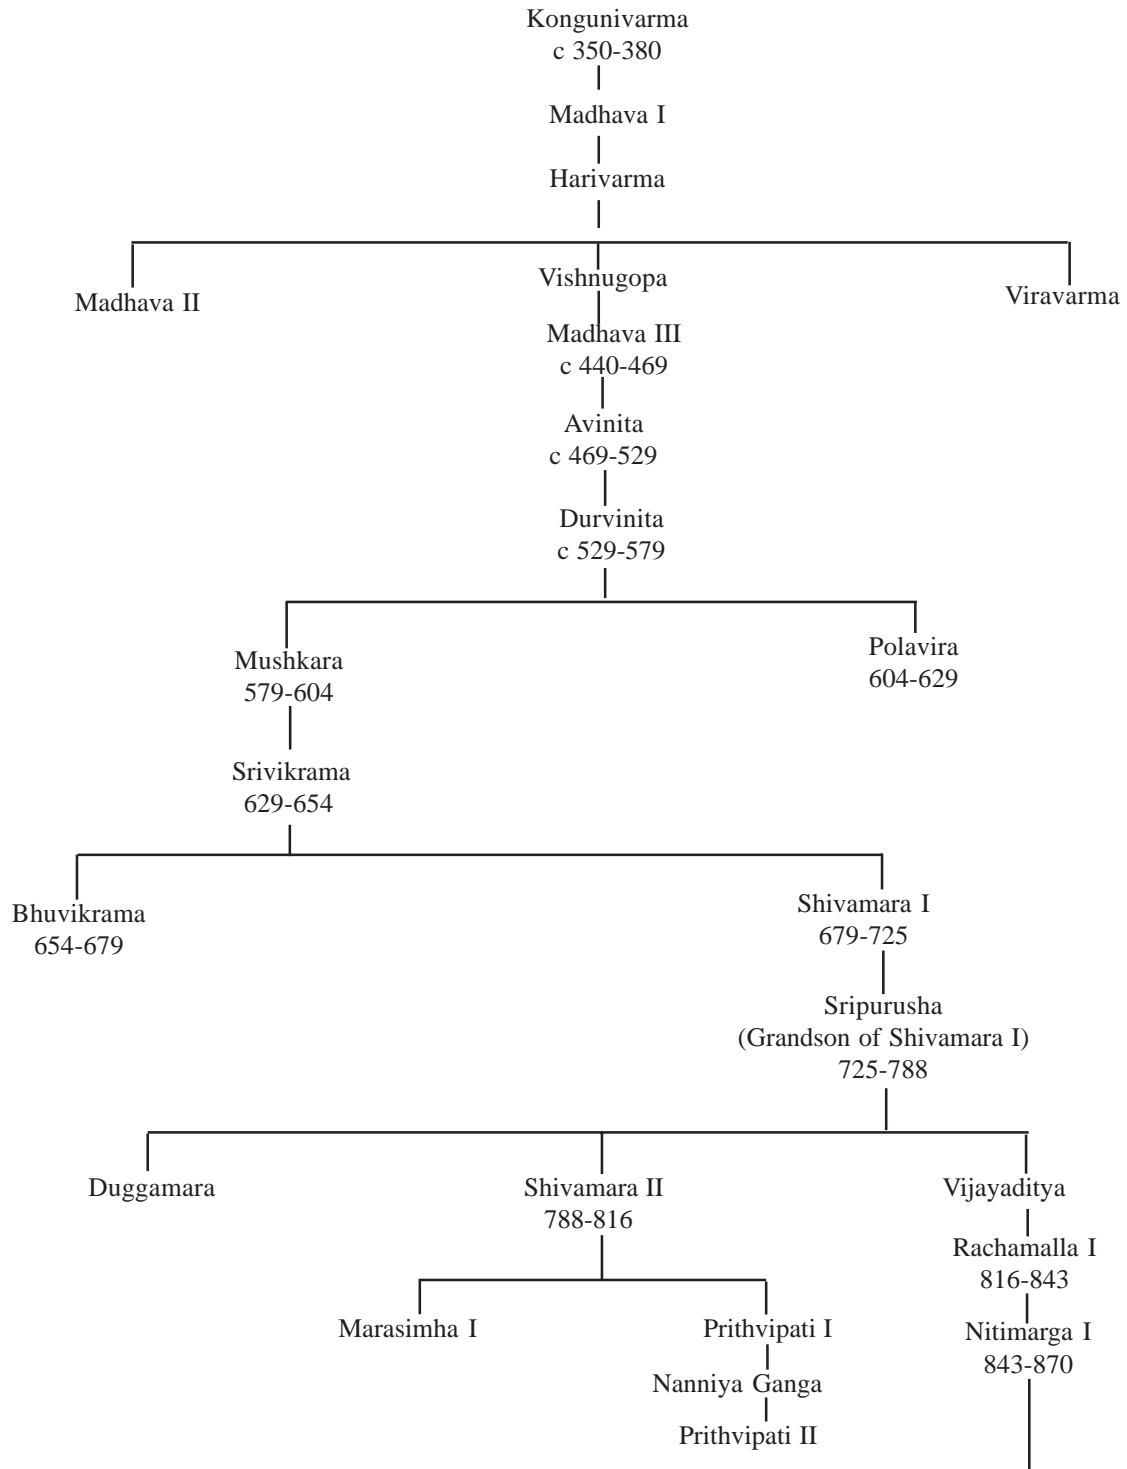 Kongunivarma
c 350-380
Madhava I
Harivarma
Madhava II
Vishnugopa
Viravarma
Madhava III
c 440-469
Avinita
c 469-529
Durvinita
c 529-579
Mushkara
579-604
Polavira
604-629
Srivikrama
629-654
Bhuvikrama
654-679
Shivamara I
679-725
Sripurusha
(Grandson of Shivamara I)
725-788
Duggamara
Shivamara II
788-816
Vijayaditya
Rachamalla I
816-843
Marasimha I
Prithvipati I
Nitimarga I
843-870
Nanniya Ganga
Prithvipati II